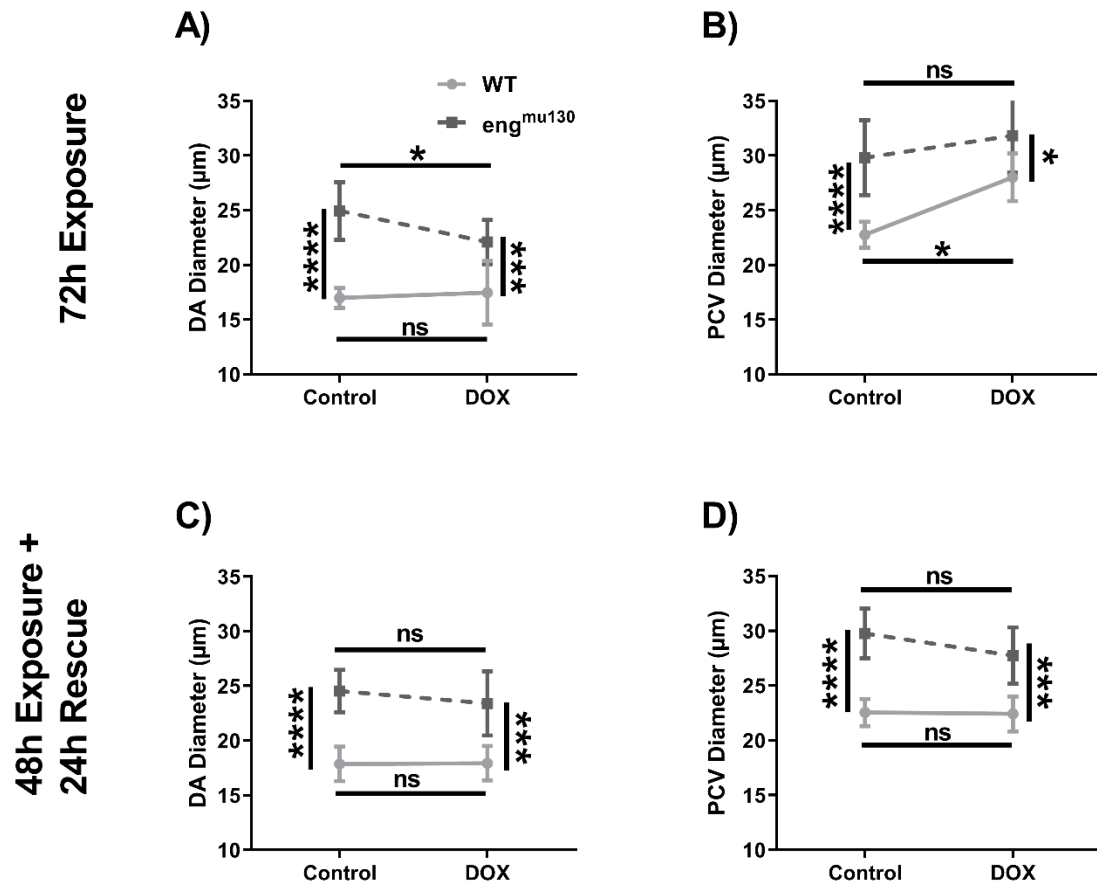 A)
B)
WT
eng^mu130
72h Exposure
DA Diameter (µm)
35
30
25
20
15
10
*
****
***
ns
Control
DOX
PCV Diameter (µm)
35
30
25
20
15
10
ns
****
*
*
Control
DOX
C)
D)
48h Exposure +
24h Rescue
DA Diameter (µm)
35
30
25
20
15
10
ns
****
***
ns
Control
DOX
PCV Diameter (µm)
35
30
25
20
15
10
ns
****
***
ns
Control
DOX